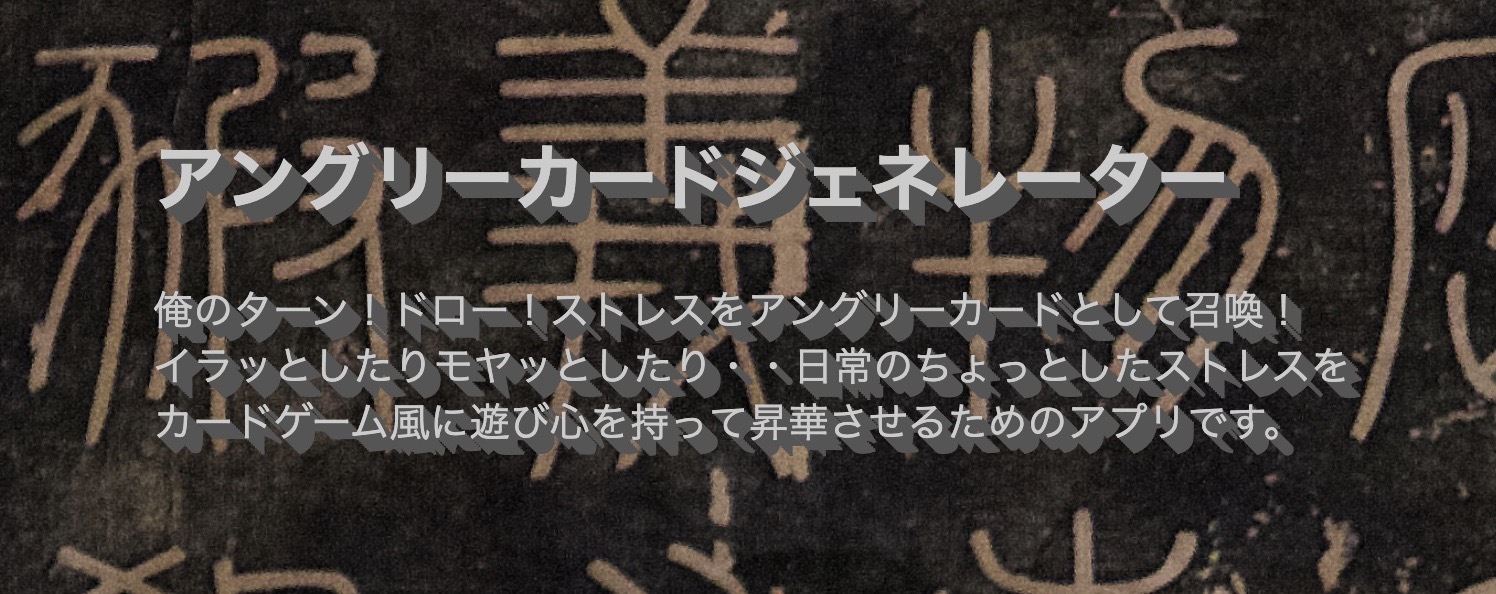 アングリーカードジェネレーター
俺のターン！ドロー！ストレスをアングリーカードとして召喚！
イラッとしたりモヤッとしたり・・日常のちょっとしたストレスを
カードゲーム風に遊び心を持って昇華させるためのアプリです。